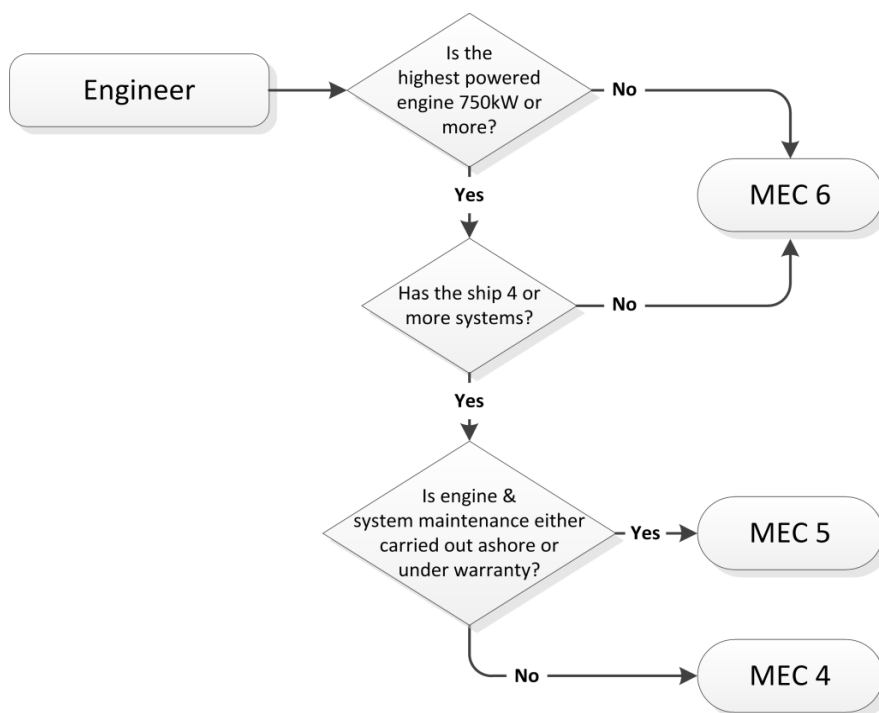 Engineer
Is the
highest powered
engine 750kW or
more?
No
MEC 6
Yes
Has the ship 4 or
more systems?
No
Yes
Is engine &
system maintenance either
carried out ashore or
under warranty?
Yes
MEC 5
No
MEC 4